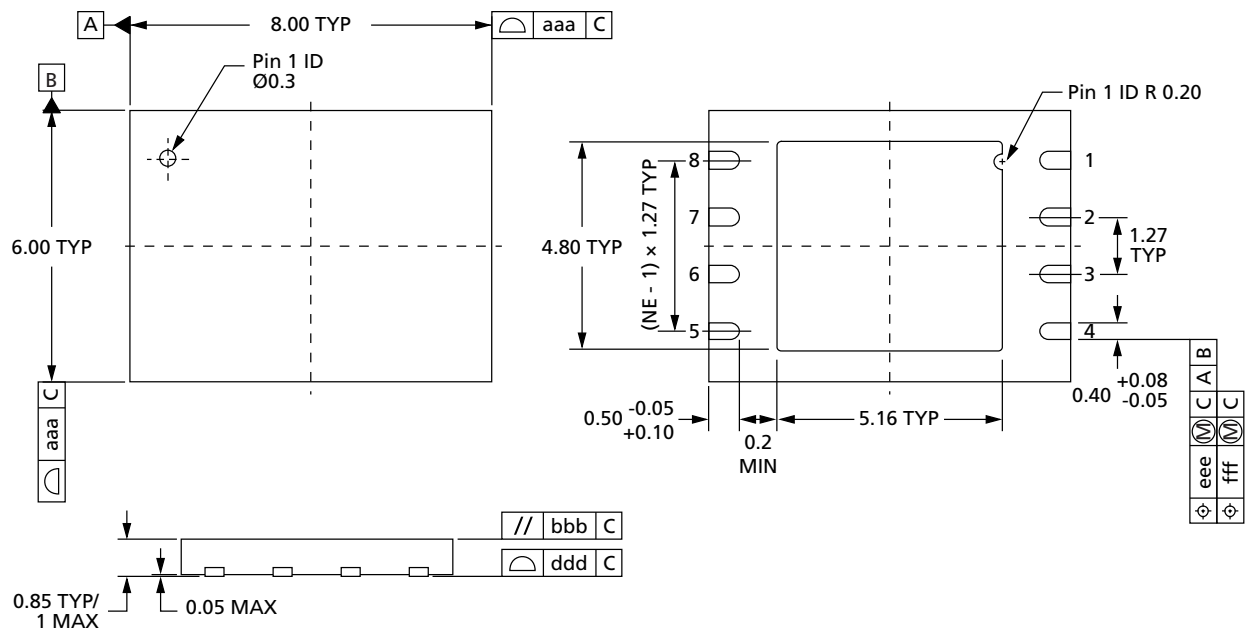 A
8.00 TYP
aaa C
Pin 1 ID
Ø0.3
B
Pin 1 ID R 0.20
8
1
7
2
6
3
5
4
6.00 TYP
4.80 TYP
(NE - 1) × 1.27 TYP
1.27
TYP
aaa C
0.50 -0.05
+0.10
0.2
MIN
5.16 TYP
0.40 +0.08
-0.05
eee M C A B
fff M C
// bbb C
ddd C
0.85 TYP/
1 MAX
0.05 MAX